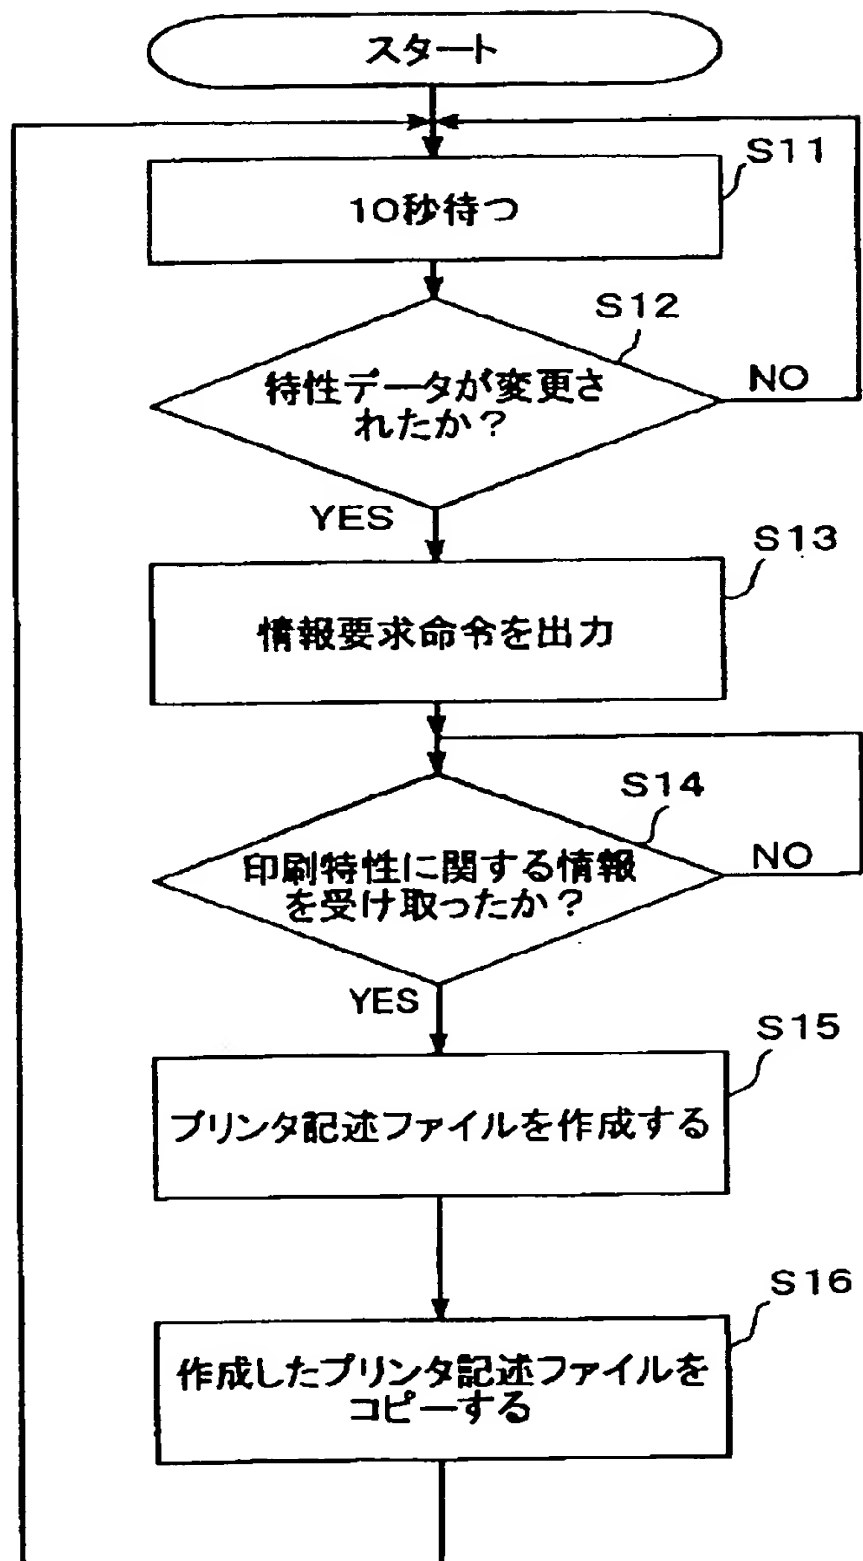 スタート
S11
10秒待つ
S12
特性データが変更さ
れたか？
NO
YES
S13
情報要求命令を出力
S14
印刷特性に関する情報
を受け取ったか？
NO
YES
S15
プリンタ記述ファイルを作成する
S16
作成したプリンタ記述ファイルを
コピーする